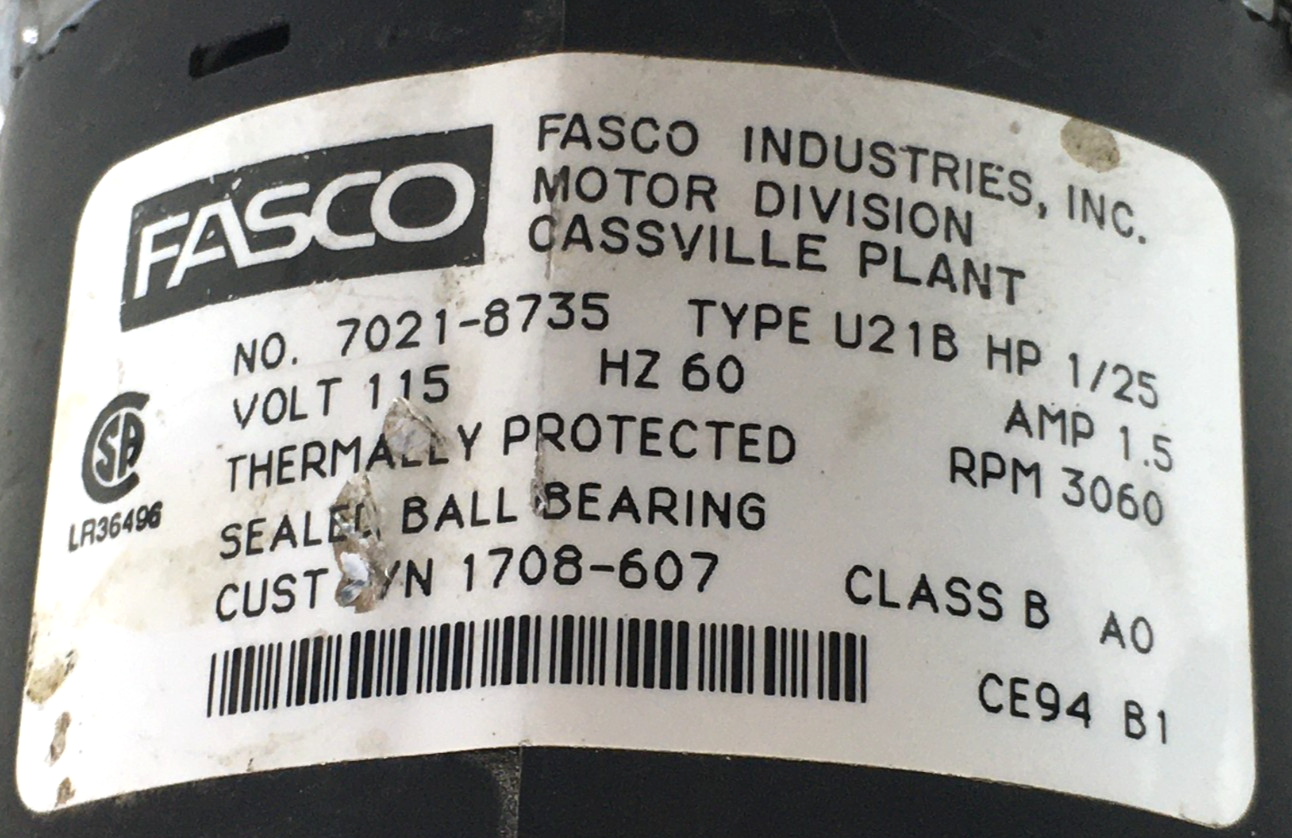 FASCO
FASCO INDUSTRIES, INC.
MOTOR DIVISION
CASSVILLE PLANT
NO. 7021-8735 TYPE U21B HP 1/25
VOLT 115 HZ 60 AMP 1.5
THERMALLY PROTECTED RPM 3060
SEALED BALL BEARING
CUST P/N 1708-607 CLASS B A0
CSA
LR36496
CE94 B1